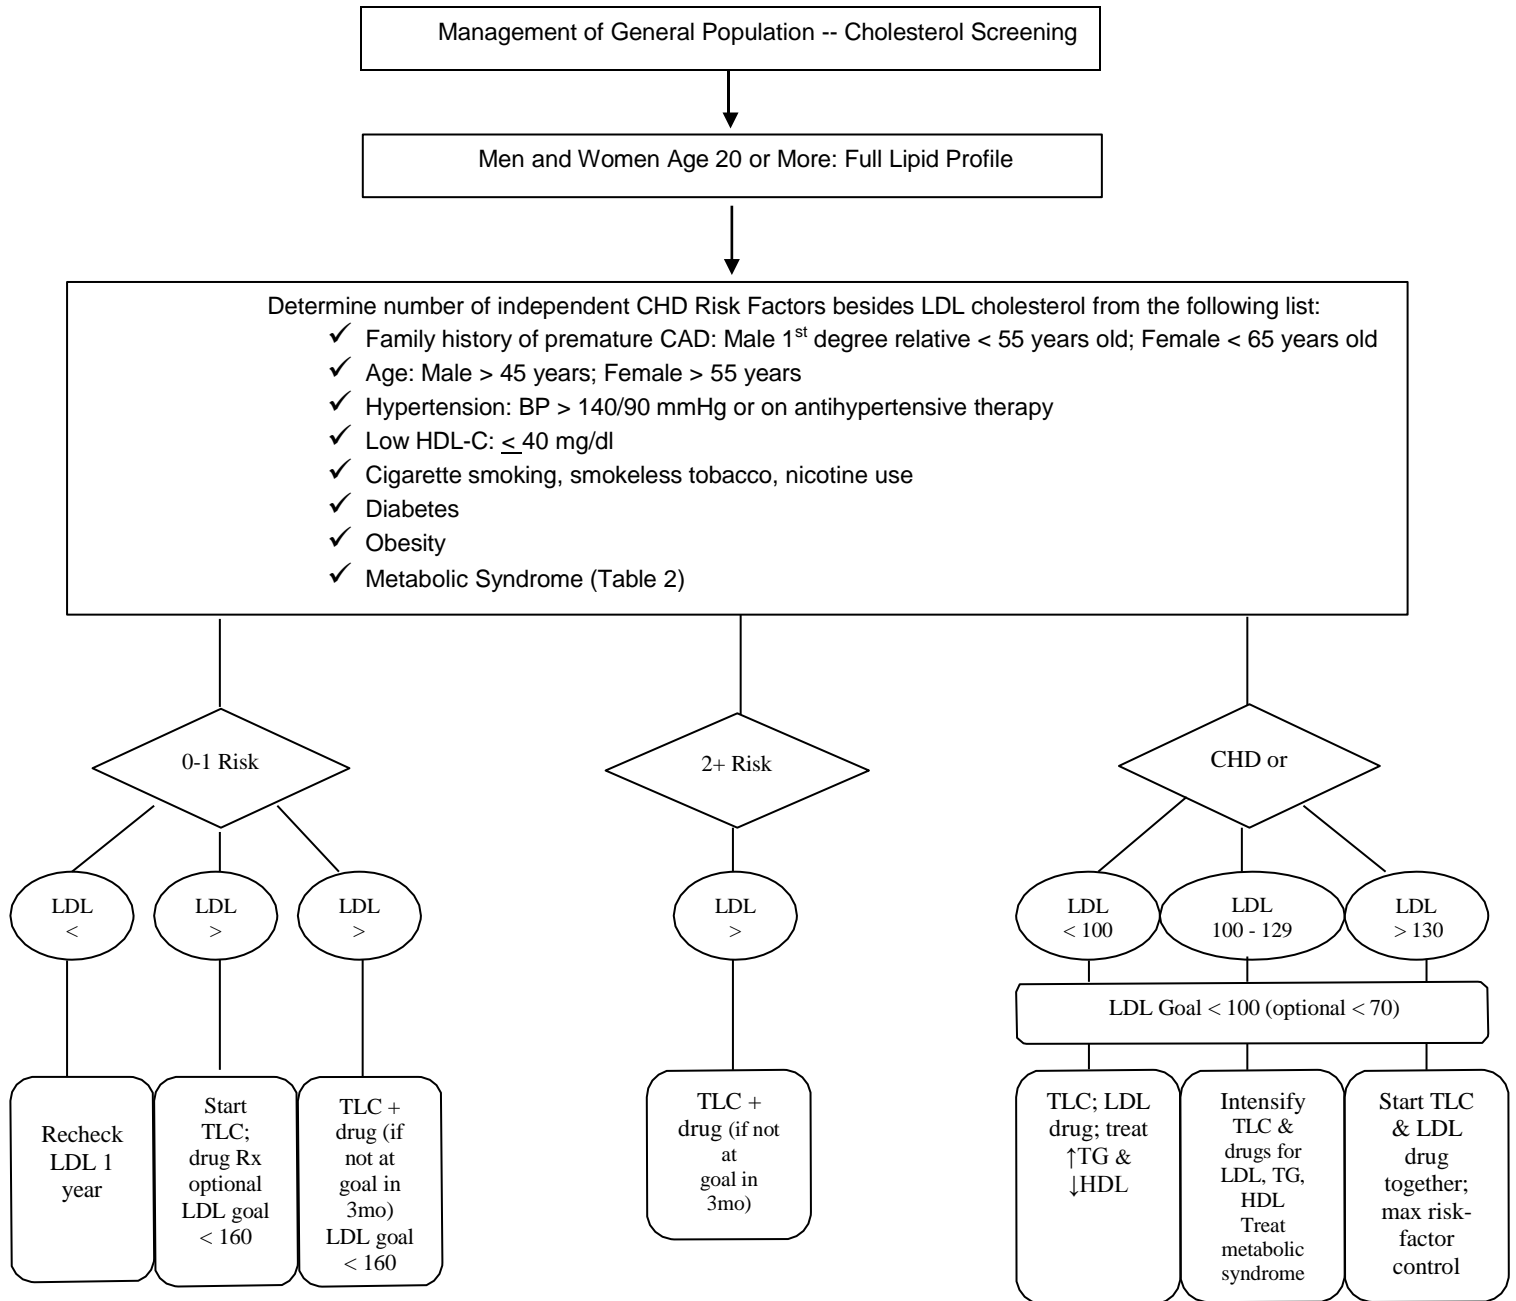 Management of General Population -- Cholesterol Screening
Men and Women Age 20 or More: Full Lipid Profile
Determine number of independent CHD Risk Factors besides LDL cholesterol from the following list:
✓ Family history of premature CAD: Male 1st degree relative < 55 years old; Female < 65 years old
✓ Age: Male > 45 years; Female > 55 years
✓ Hypertension: BP > 140/90 mmHg or on antihypertensive therapy
✓ Low HDL-C: < 40 mg/dl
✓ Cigarette smoking, smokeless tobacco, nicotine use
✓ Diabetes
✓ Obesity
✓ Metabolic Syndrome (Table 2)
0-1 Risk
2+ Risk
CHD or
LDL
<
LDL
>
LDL
>
LDL
>
LDL
< 100
LDL
100 - 129
LDL
> 130
LDL Goal < 100 (optional < 70)
Recheck
LDL 1
year
Start
TLC;
drug Rx
optional
LDL goal
< 160
TLC +
drug (if
not at
goal in
3mo)
LDL goal
< 160
TLC +
drug (if not
at
goal in
3mo)
TLC; LDL
drug; treat
↑TG &
↓HDL
Intensify
TLC &
drugs for
LDL, TG,
HDL
Treat
metabolic
syndrome
Start TLC
& LDL
drug
together;
max risk-
factor
control